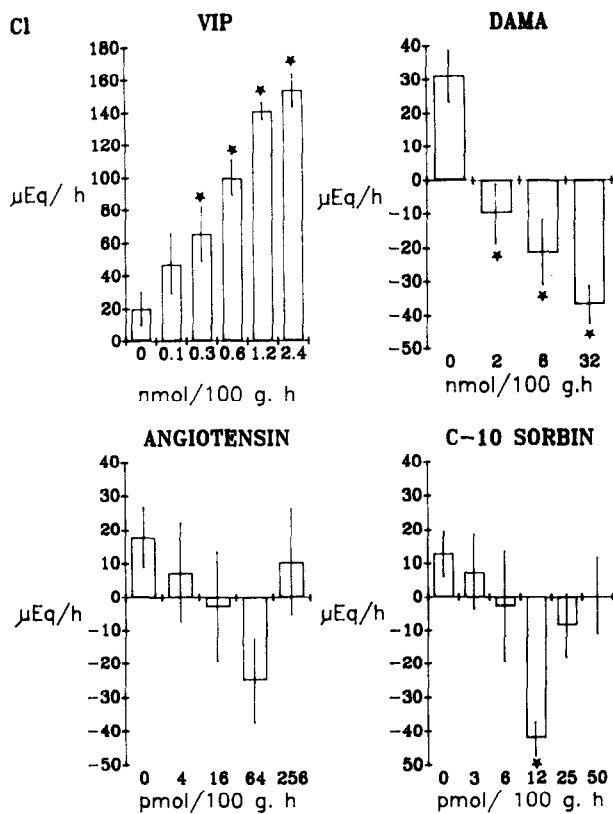 Cl
VIP
180
160
140
120
100
80
60
40
20
0
μEq/ h
0 0.1 0.3 0.6 1.2 2.4
nmol/100 g. h
DAMA
40
30
20
10
0
-10
-20
-30
-40
-50
μEq/h
0 2 8 32
nmol/100 g.h
ANGIOTENSIN
40
30
20
10
0
-10
-20
-30
-40
-50
μEq/h
0 4 16 64 256
pmol/100 g. h
C-10 SORBIN
40
30
20
10
0
-10
-20
-30
-40
-50
μEq/h
0 3 6 12 25 50
pmol/100 g. h